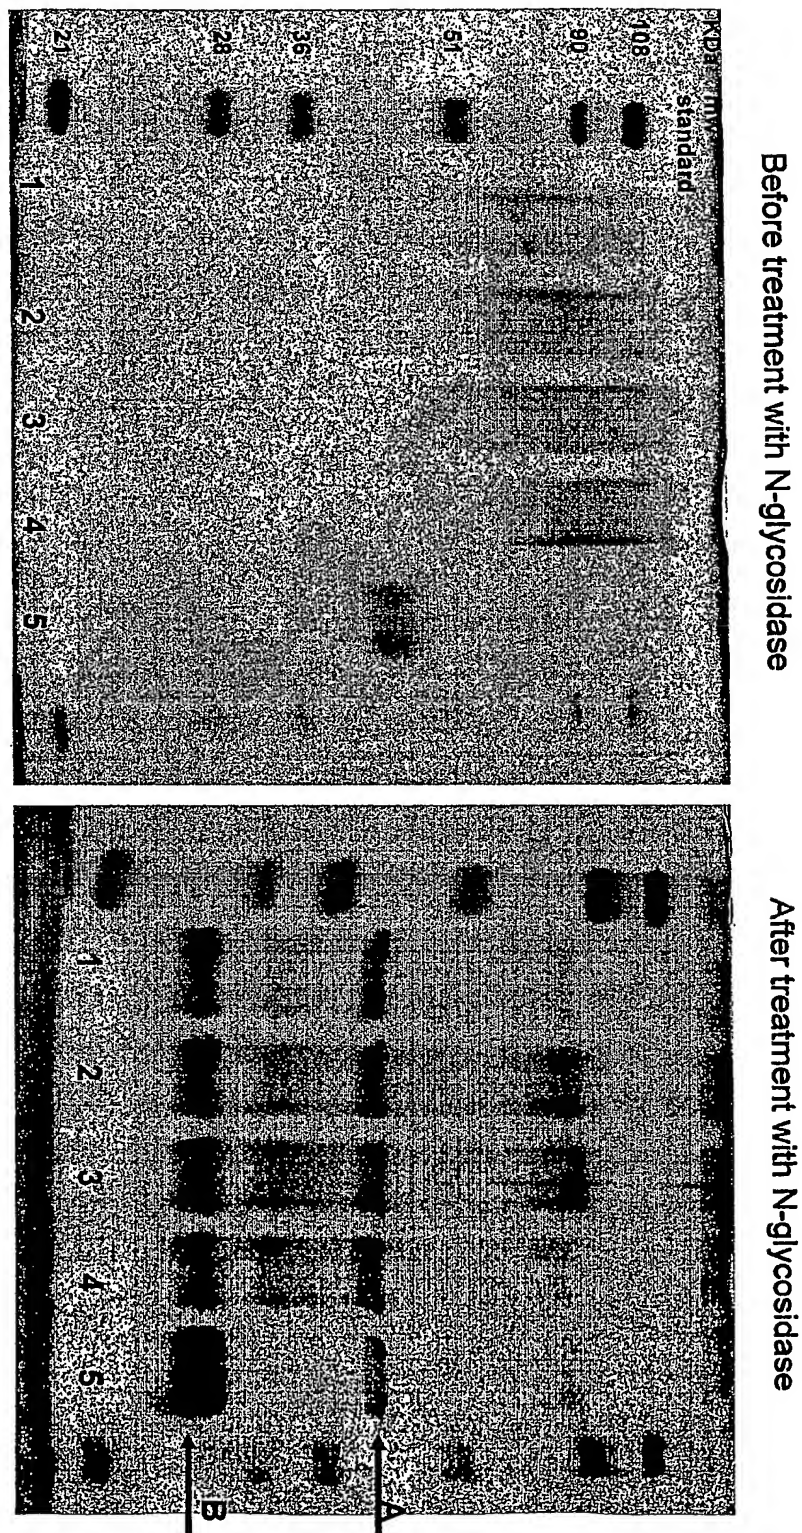 Before treatment with N-glycosidase
KDa mw
standard
108
90
51
36
28
21
1 2 3 4 5
After treatment with N-glycosidase
A
B
1 2 3 4 5